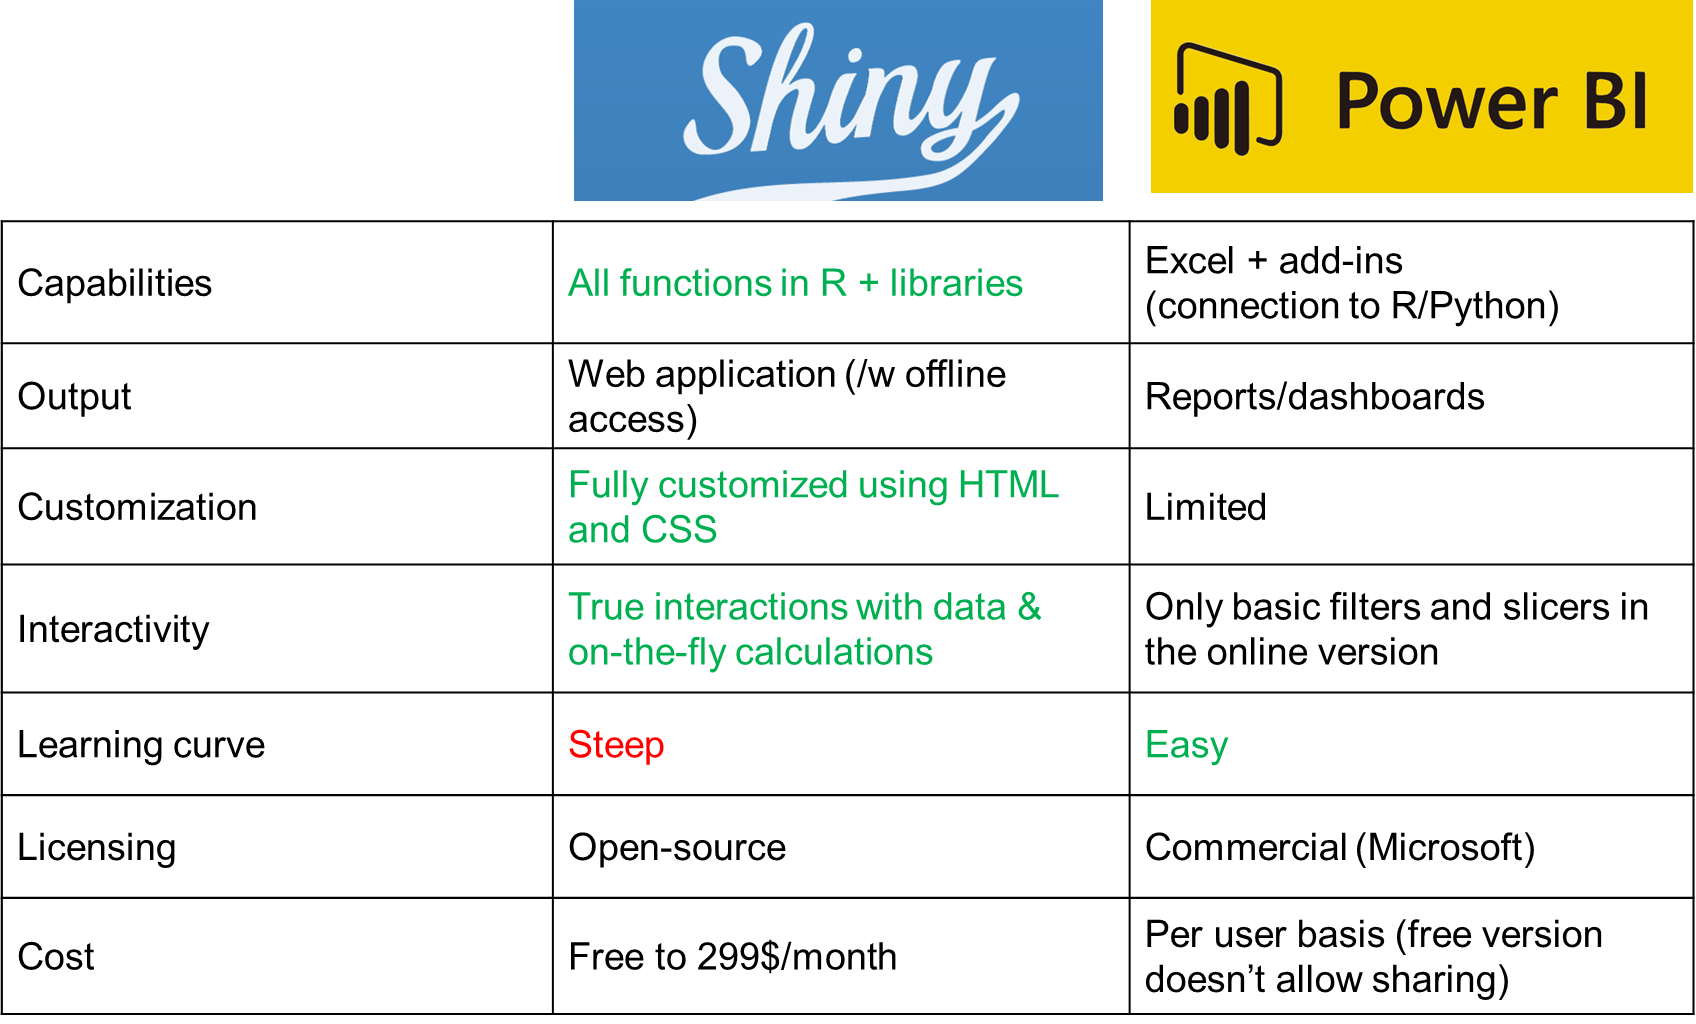 Shiny
Power BI
Capabilities
All functions in R + libraries
Excel + add-ins
(connection to R/Python)
Output
Web application (/w offline
access)
Reports/dashboards
Customization
Fully customized using HTML
and CSS
Limited
Interactivity
True interactions with data &
on-the-fly calculations
Only basic filters and slicers in
the online version
Learning curve
Steep
Easy
Licensing
Open-source
Commercial (Microsoft)
Cost
Free to 299$/month
Per user basis (free version
doesn’t allow sharing)